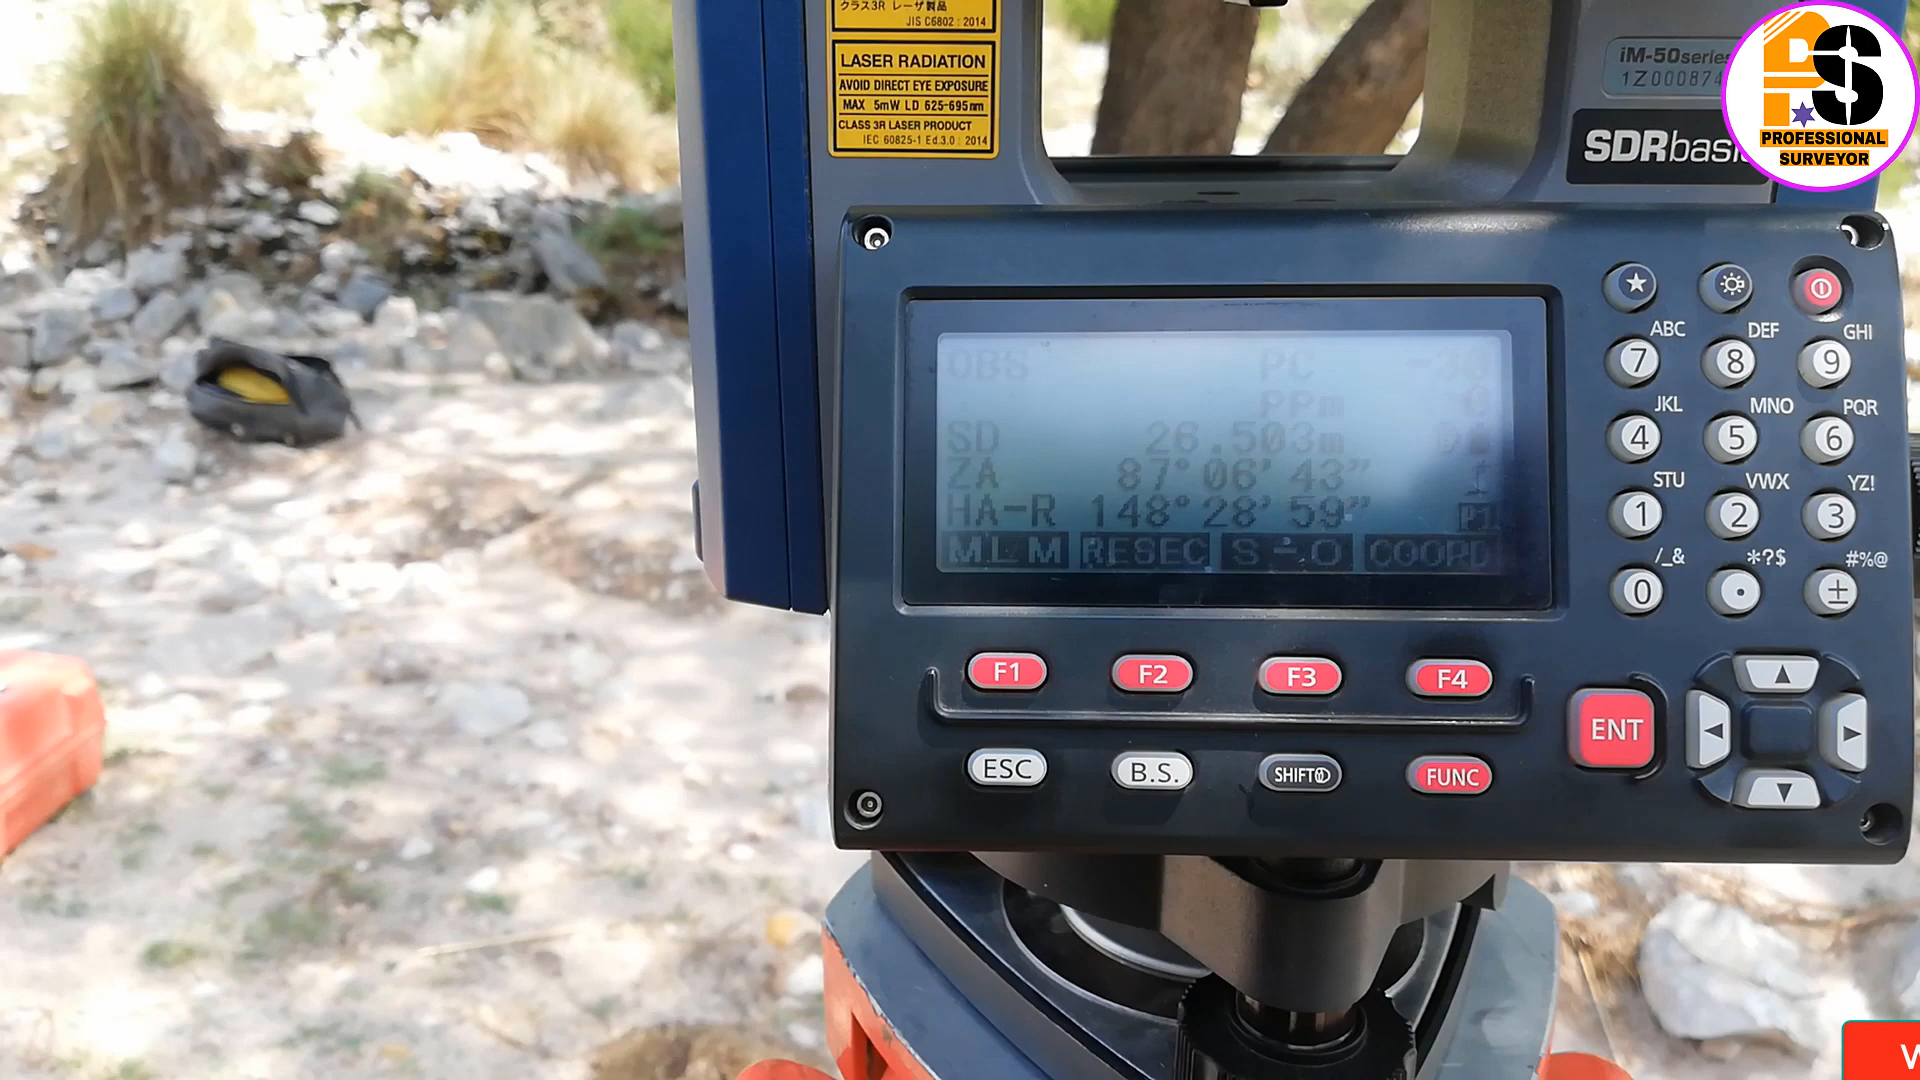 クラス3R レーザ製品
JIS C6802 : 2014
LASER RADIATION
AVOID DIRECT EYE EXPOSURE
MAX 5mW LD 625-695nm
CLASS 3R LASER PRODUCT
IEC 60825-1 Ed.3.0 : 2014
iM-50series
SDRbasic
PS
PROFESSIONAL
SURVEYOR
OBS PC
ppm 0
SD 26.503m
ZA 87°06'43"
HA-R 148°28'59" P1
MLM RESEC S-O COORD
ABC DEF GHI
7 8 9
JKL MNO PQR
4 5 6
STU VWX YZ!
1 2 3
/_& *?$ #%@
0 • ±
F1 F2 F3 F4
ENT
ESC B.S. SHIFT FUNC